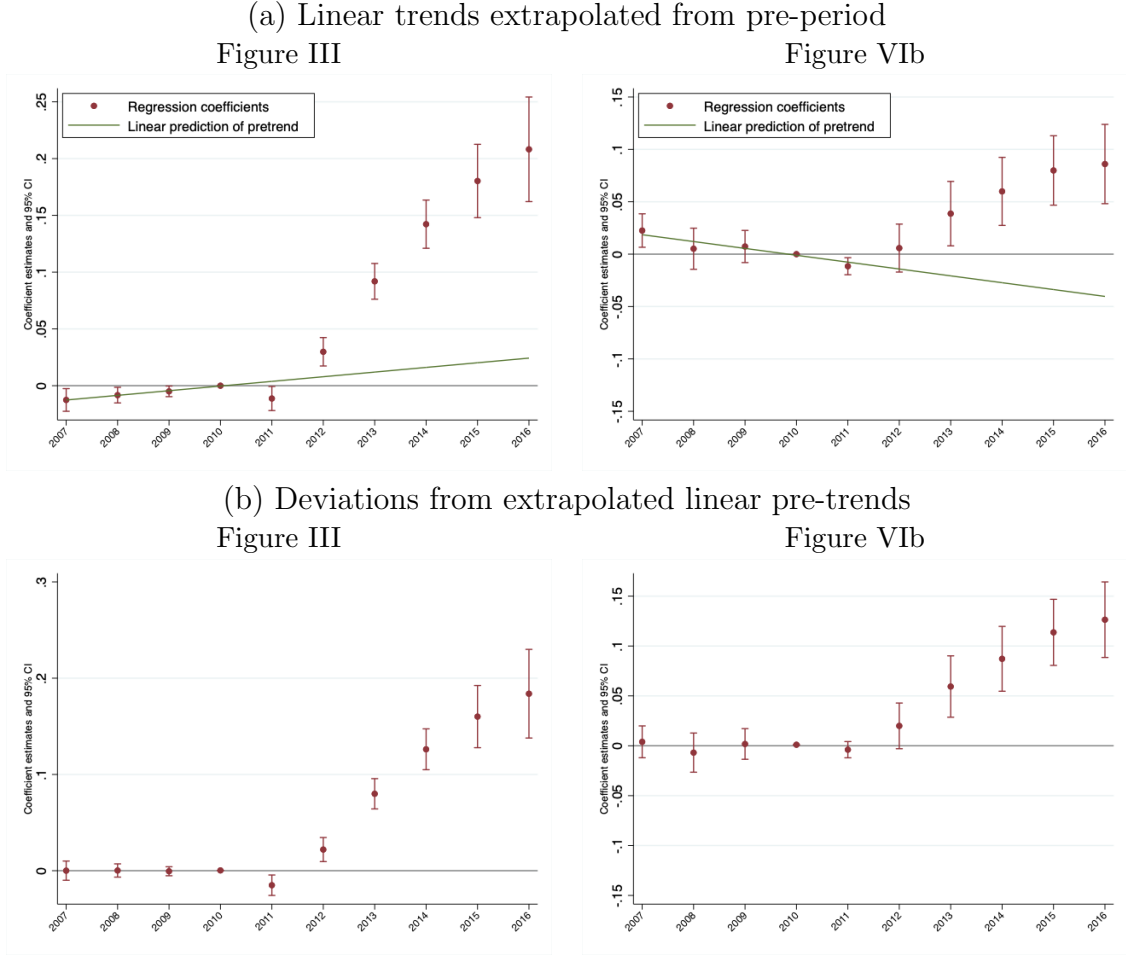 (a) Linear trends extrapolated from pre-period
Figure III
Figure VIb
Coefficient estimates and 95% CI
.25
.2
.15
.1
.05
0
Regression coefficients
Linear prediction of pretrend
2007 2008 2009 2010 2011 2012 2013 2014 2015 2016
Coefficient estimates and 95% CI
.15
.1
.05
0
-.05
-.1
-.15
Regression coefficients
Linear prediction of pretrend
2007 2008 2009 2010 2011 2012 2013 2014 2015 2016
(b) Deviations from extrapolated linear pre-trends
Figure III
Figure VIb
Coefficient estimates and 95% CI
.3
.2
.1
0
2007 2008 2009 2010 2011 2012 2013 2014 2015 2016
Coefficient estimates and 95% CI
.15
.1
.05
0
-.05
-.1
-.15
2007 2008 2009 2010 2011 2012 2013 2014 2015 2016